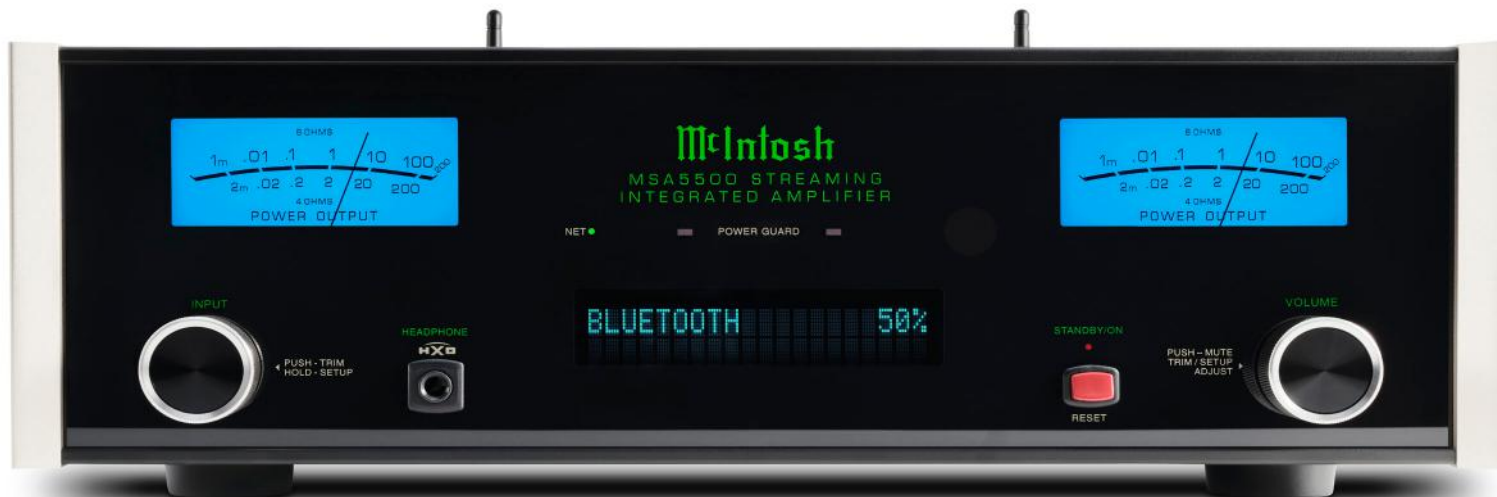 8 OHMS
1m .01 .1 1 10 100 200
2m .02 .2 2 20 200
4 OHMS
POWER OUTPUT
McIntosh
MSA5500 STREAMING
INTEGRATED AMPLIFIER
NET
POWER GUARD
8 OHMS
1m .01 .1 1 10 100 200
2m .02 .2 2 20 200
4 OHMS
POWER OUTPUT
INPUT
PUSH - TRIM
HOLD - SETUP
HEADPHONE
HXD
BLUETOOTH 50%
STANDBY/ON
RESET
VOLUME
PUSH – MUTE
TRIM / SETUP
ADJUST